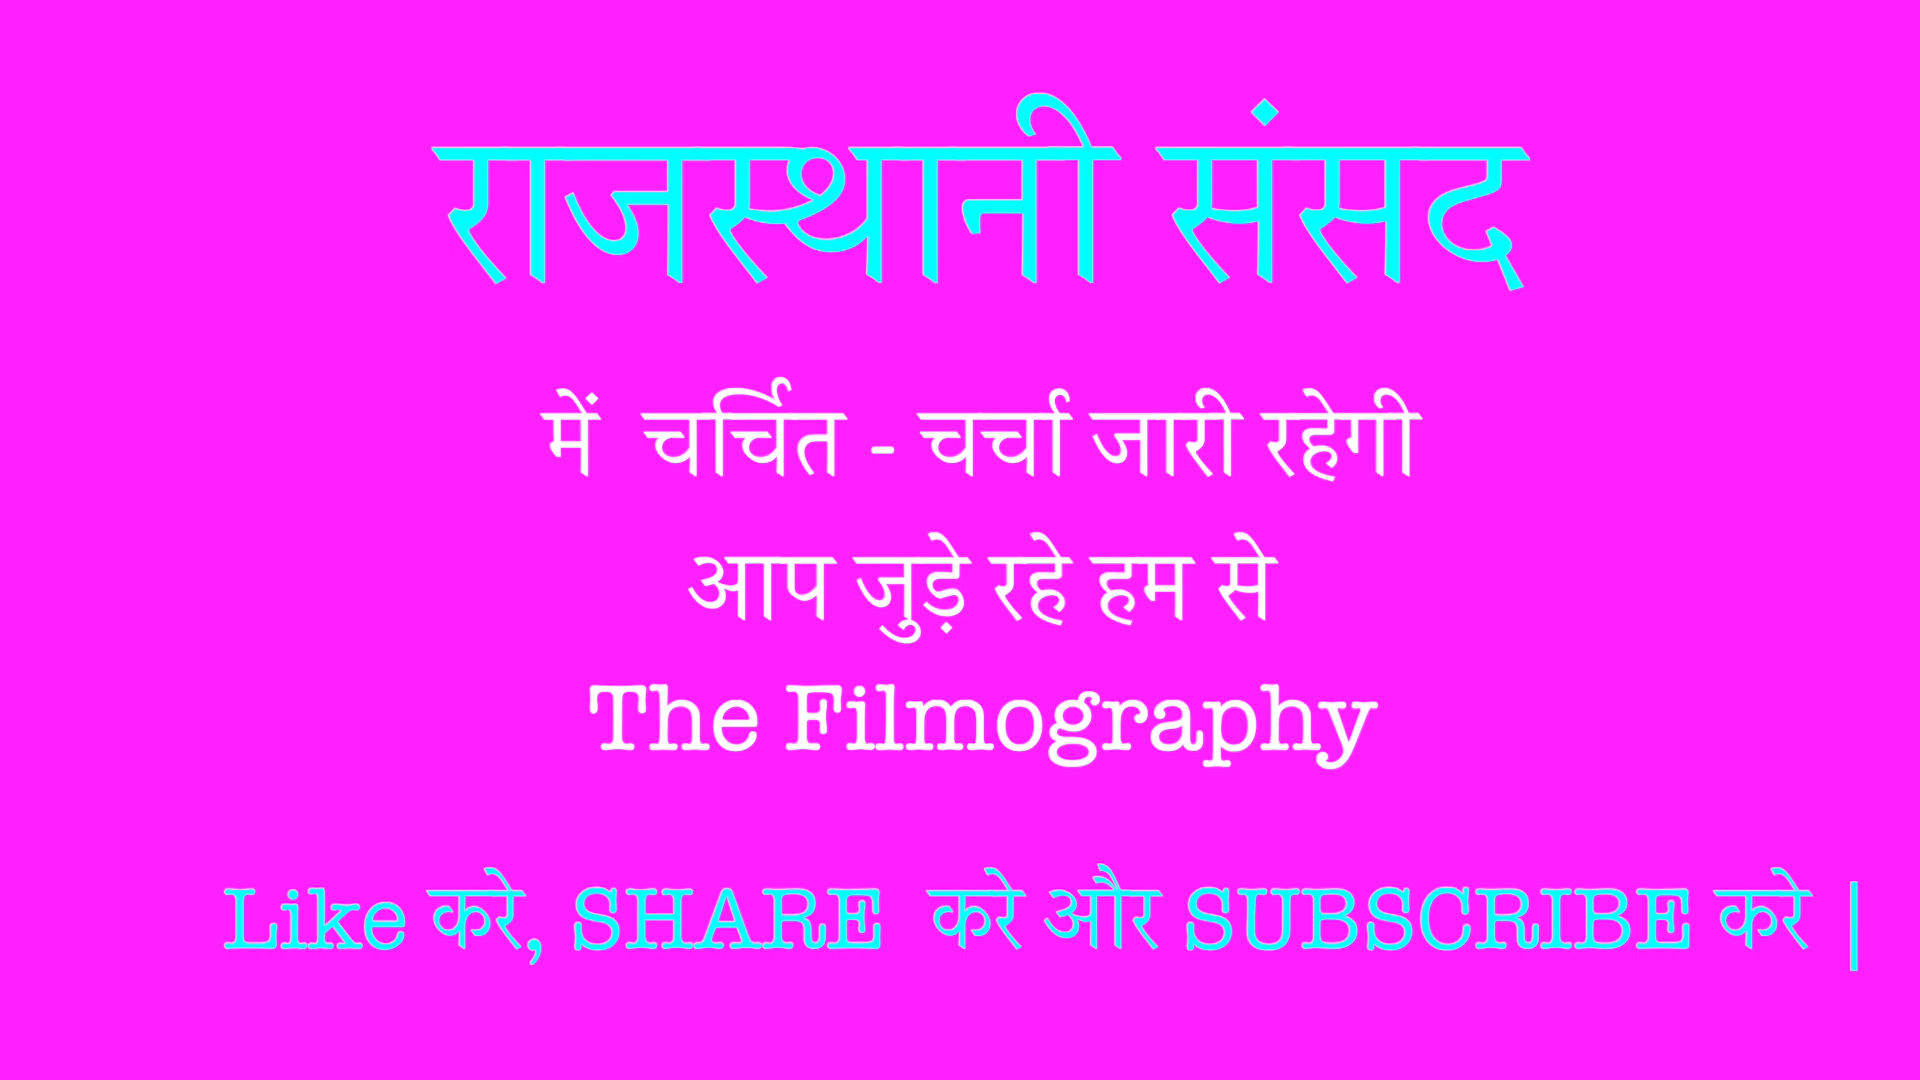 राजस्थानी संसद
में चर्चित - चर्चा जारी रहेगी
आप जुड़े रहे हम से
The Filmography
Like करे, SHARE करे और SUBSCRIBE करे |